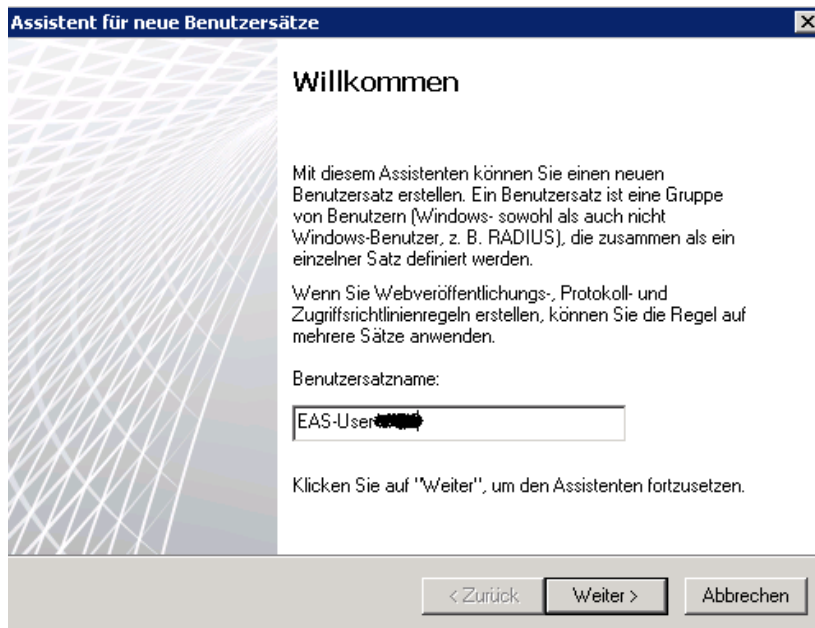 Assistent für neue Benutzersätze
Willkommen
Mit diesem Assistenten können Sie einen neuen
Benutzersatz erstellen. Ein Benutzersatz ist eine Gruppe
von Benutzern (Windows- sowohl als auch nicht
Windows-Benutzer, z. B. RADIUS), die zusammen als ein
einzelner Satz definiert werden.
Wenn Sie Webveröffentlichungs-, Protokoll- und
Zugriffsrichtlinienregeln erstellen, können Sie die Regel auf
mehrere Sätze anwenden.
Benutzersatzname:
EAS-User
Klicken Sie auf "Weiter", um den Assistenten fortzusetzen.
< Zurück Weiter > Abbrechen